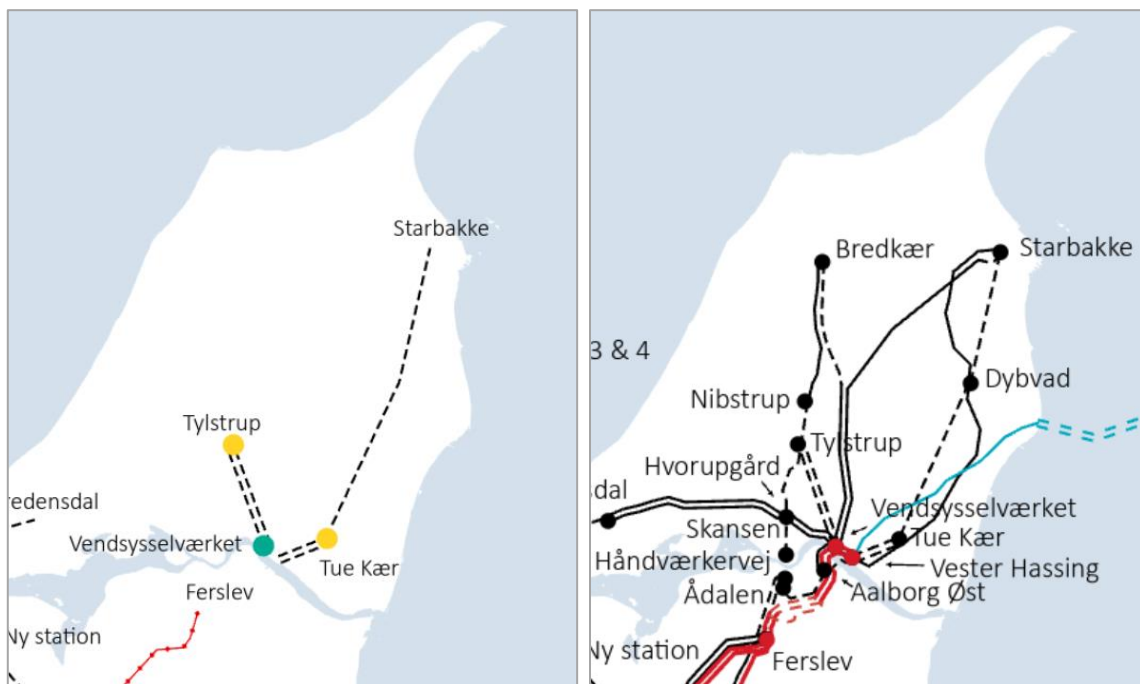 Starbakke
Tylstrup
redensdal
Vendsysselværket
Tue Kær
Ferslev
Ny station
Bredkær
Starbakke
3 & 4
Dybvad
Nibstrup
Tylstrup
Hvorupgård
dal
Vendsysselværket
Skansen
Tue Kær
Håndværkervej
Vester Hassing
Ådalen
Aalborg Øst
Ny station
Ferslev